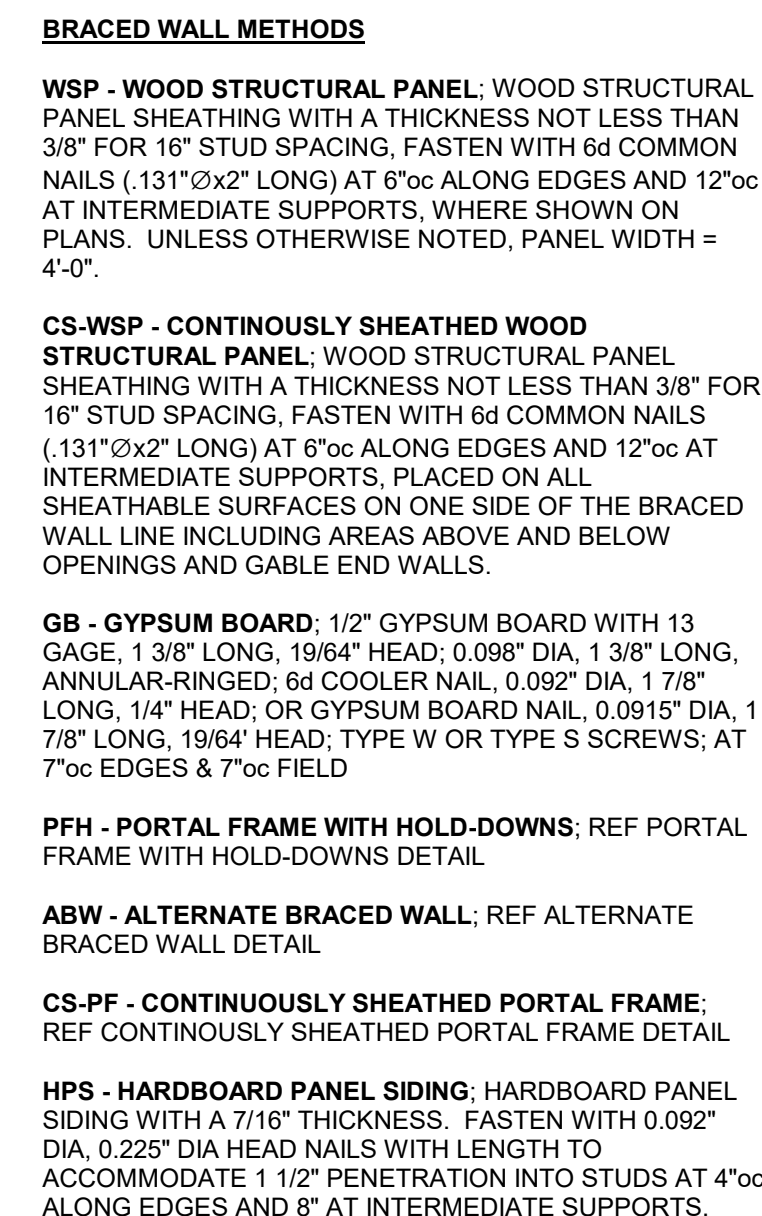 BRACED WALL METHODS
WSP - WOOD STRUCTURAL PANEL; WOOD STRUCTURAL
PANEL SHEATHING WITH A THICKNESS NOT LESS THAN
3/8" FOR 16" STUD SPACING, FASTEN WITH 6d COMMON
NAILS (.131"∅x2" LONG) AT 6"oc ALONG EDGES AND 12"oc
AT INTERMEDIATE SUPPORTS, WHERE SHOWN ON
PLANS.  UNLESS OTHERWISE NOTED, PANEL WIDTH =
4'-0".
CS-WSP - CONTINOUSLY SHEATHED WOOD
STRUCTURAL PANEL; WOOD STRUCTURAL PANEL
SHEATHING WITH A THICKNESS NOT LESS THAN 3/8" FOR
16" STUD SPACING, FASTEN WITH 6d COMMON NAILS
(.131"∅x2" LONG) AT 6"oc ALONG EDGES AND 12"oc AT
INTERMEDIATE SUPPORTS, PLACED ON ALL
SHEATHABLE SURFACES ON ONE SIDE OF THE BRACED
WALL LINE INCLUDING AREAS ABOVE AND BELOW
OPENINGS AND GABLE END WALLS.
GB - GYPSUM BOARD; 1/2" GYPSUM BOARD WITH 13
GAGE, 1 3/8" LONG, 19/64" HEAD; 0.098" DIA, 1 3/8" LONG,
ANNULAR-RINGED; 6d COOLER NAIL, 0.092" DIA, 1 7/8"
LONG, 1/4" HEAD; OR GYPSUM BOARD NAIL, 0.0915" DIA, 1
7/8" LONG, 19/64' HEAD; TYPE W OR TYPE S SCREWS; AT
7"oc EDGES & 7"oc FIELD
PFH - PORTAL FRAME WITH HOLD-DOWNS; REF PORTAL
FRAME WITH HOLD-DOWNS DETAIL
ABW - ALTERNATE BRACED WALL; REF ALTERNATE
BRACED WALL DETAIL
CS-PF - CONTINUOUSLY SHEATHED PORTAL FRAME;
REF CONTINOUSLY SHEATHED PORTAL FRAME DETAIL
HPS - HARDBOARD PANEL SIDING; HARDBOARD PANEL
SIDING WITH A 7/16" THICKNESS.  FASTEN WITH 0.092"
DIA, 0.225" DIA HEAD NAILS WITH LENGTH TO
ACCOMMODATE 1 1/2" PENETRATION INTO STUDS AT 4"oc
ALONG EDGES AND 8" AT INTERMEDIATE SUPPORTS.